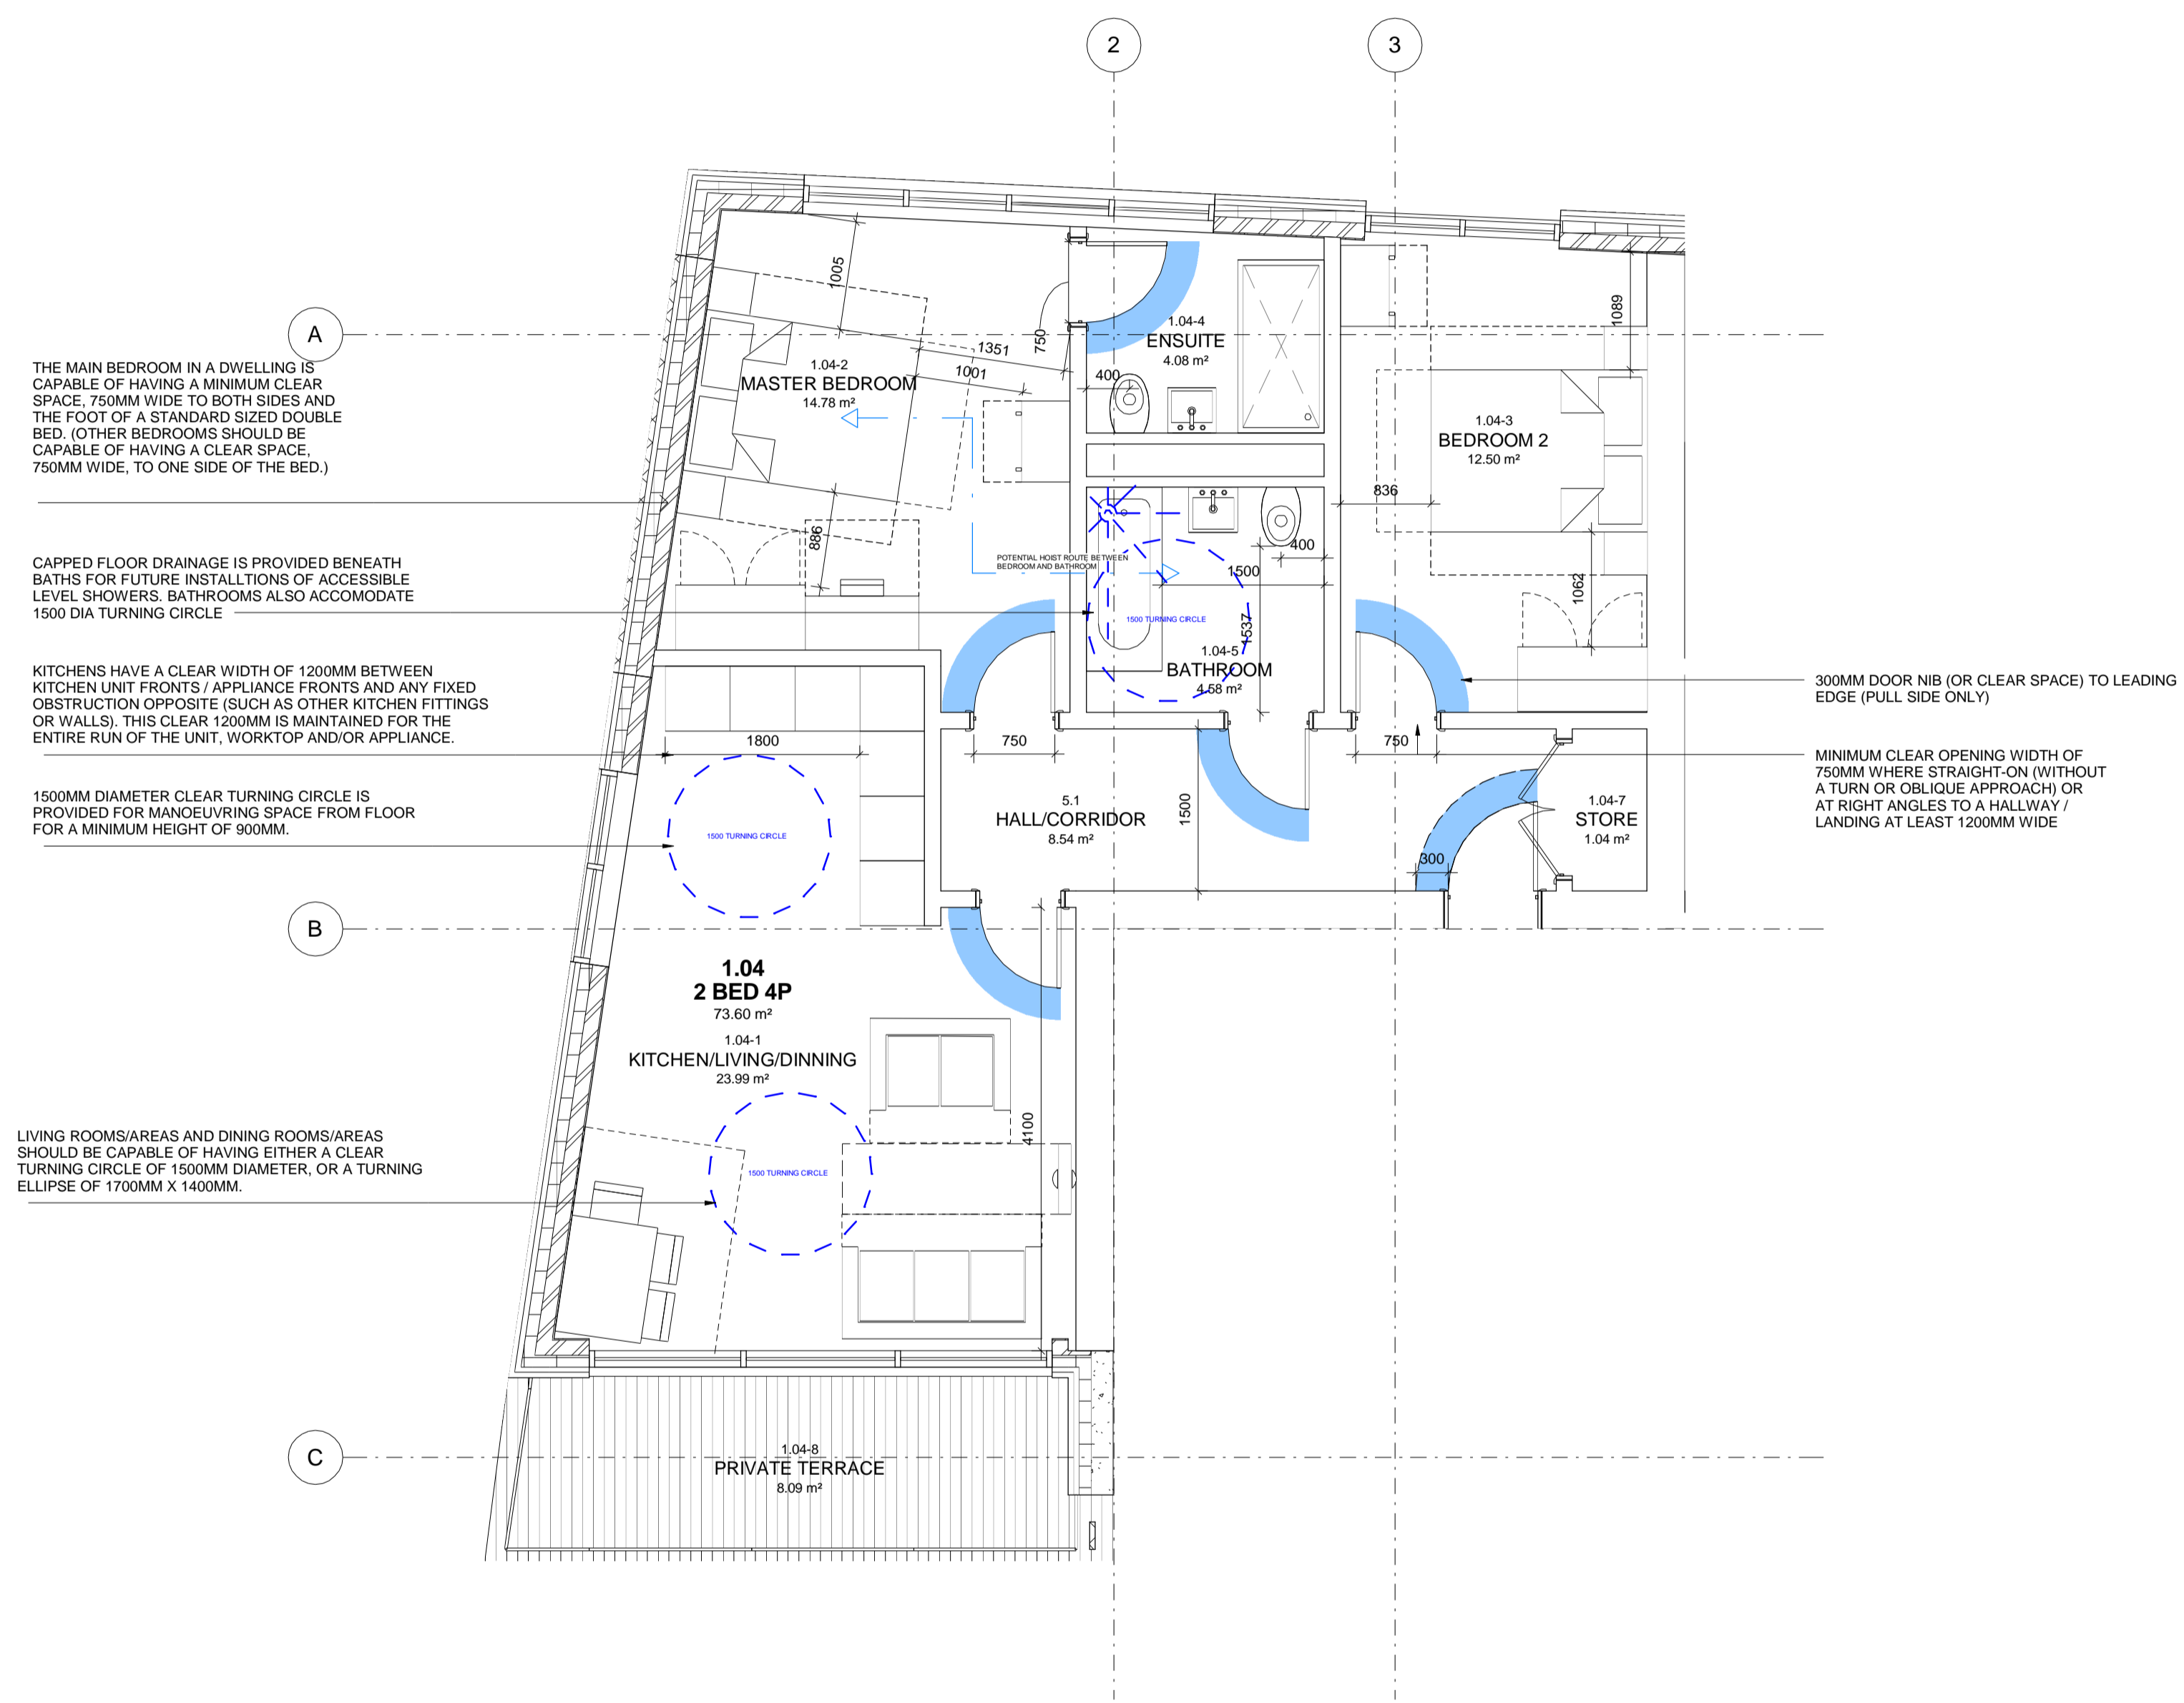 2
3
A
THE MAIN BEDROOM IN A DWELLING IS
CAPABLE OF HAVING A MINIMUM CLEAR
SPACE, 750MM WIDE TO BOTH SIDES AND
THE FOOT OF A STANDARD SIZED DOUBLE
BED. (OTHER BEDROOMS SHOULD BE
CAPABLE OF HAVING A CLEAR SPACE,
750MM WIDE, TO ONE SIDE OF THE BED.)
CAPPED FLOOR DRAINAGE IS PROVIDED BENEATH
BATHS FOR FUTURE INSTALLTIONS OF ACCESSIBLE
LEVEL SHOWERS. BATHROOMS ALSO ACCOMODATE
1500 DIA TURNING CIRCLE
KITCHENS HAVE A CLEAR WIDTH OF 1200MM BETWEEN
KITCHEN UNIT FRONTS / APPLIANCE FRONTS AND ANY FIXED
OBSTRUCTION OPPOSITE (SUCH AS OTHER KITCHEN FITTINGS
OR WALLS). THIS CLEAR 1200MM IS MAINTAINED FOR THE
ENTIRE RUN OF THE UNIT, WORKTOP AND/OR APPLIANCE.
1500MM DIAMETER CLEAR TURNING CIRCLE IS
PROVIDED FOR MANOEUVRING SPACE FROM FLOOR
FOR A MINIMUM HEIGHT OF 900MM.
B
LIVING ROOMS/AREAS AND DINING ROOMS/AREAS
SHOULD BE CAPABLE OF HAVING EITHER A CLEAR
TURNING CIRCLE OF 1500MM DIAMETER, OR A TURNING
ELLIPSE OF 1700MM X 1400MM.
C
1005
1.04-2
MASTER BEDROOM
14.78 m²
1351
1001
750
886
1.04-4
ENSUITE
4.08 m²
400
1089
1.04-3
BEDROOM 2
12.50 m²
836
1062
POTENTIAL HOIST ROUTE BETWEEN
BEDROOM AND BATHROOM
400
1500
1537
1500 TURNING CIRCLE
1.04-5
BATHROOM
4.58 m²
300MM DOOR NIB (OR CLEAR SPACE) TO LEADING
EDGE (PULL SIDE ONLY)
MINIMUM CLEAR OPENING WIDTH OF
750MM WHERE STRAIGHT-ON (WITHOUT
A TURN OR OBLIQUE APPROACH) OR
AT RIGHT ANGLES TO A HALLWAY /
LANDING AT LEAST 1200MM WIDE
1800
750
750
1500 TURNING CIRCLE
5.1
HALL/CORRIDOR
8.54 m²
1500
300
1.04-7
STORE
1.04 m²
1.04
2 BED 4P
73.60 m²
1.04-1
KITCHEN/LIVING/DINNING
23.99 m²
4100
1500 TURNING CIRCLE
1.04-8
PRIVATE TERRACE
8.09 m²